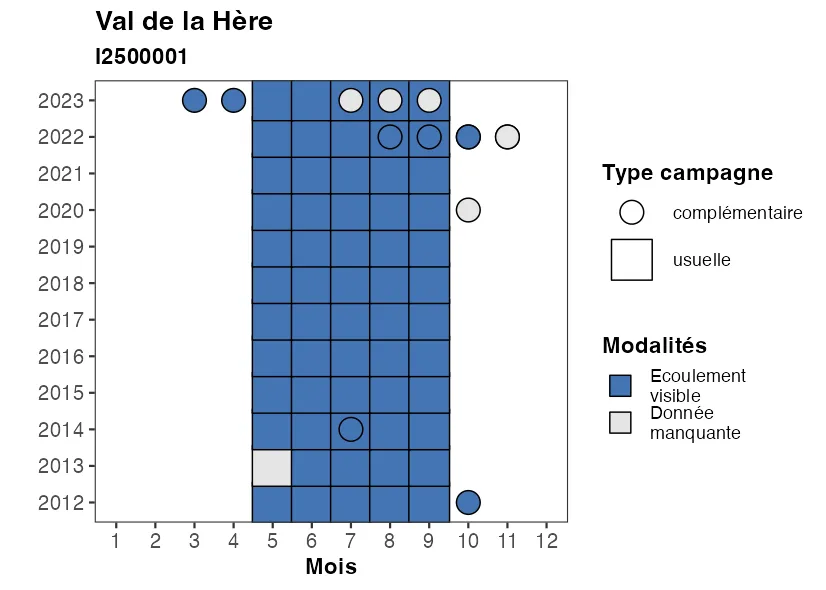 Val de la Hère
I2500001
2023
2022
2021
2020
2019
2018
2017
2016
2015
2014
2013
2012
1 2 3 4 5 6 7 8 9 10 11 12
Mois
Type campagne
complémentaire
usuelle
Modalités
Ecoulement
visible
Donnée
manquante